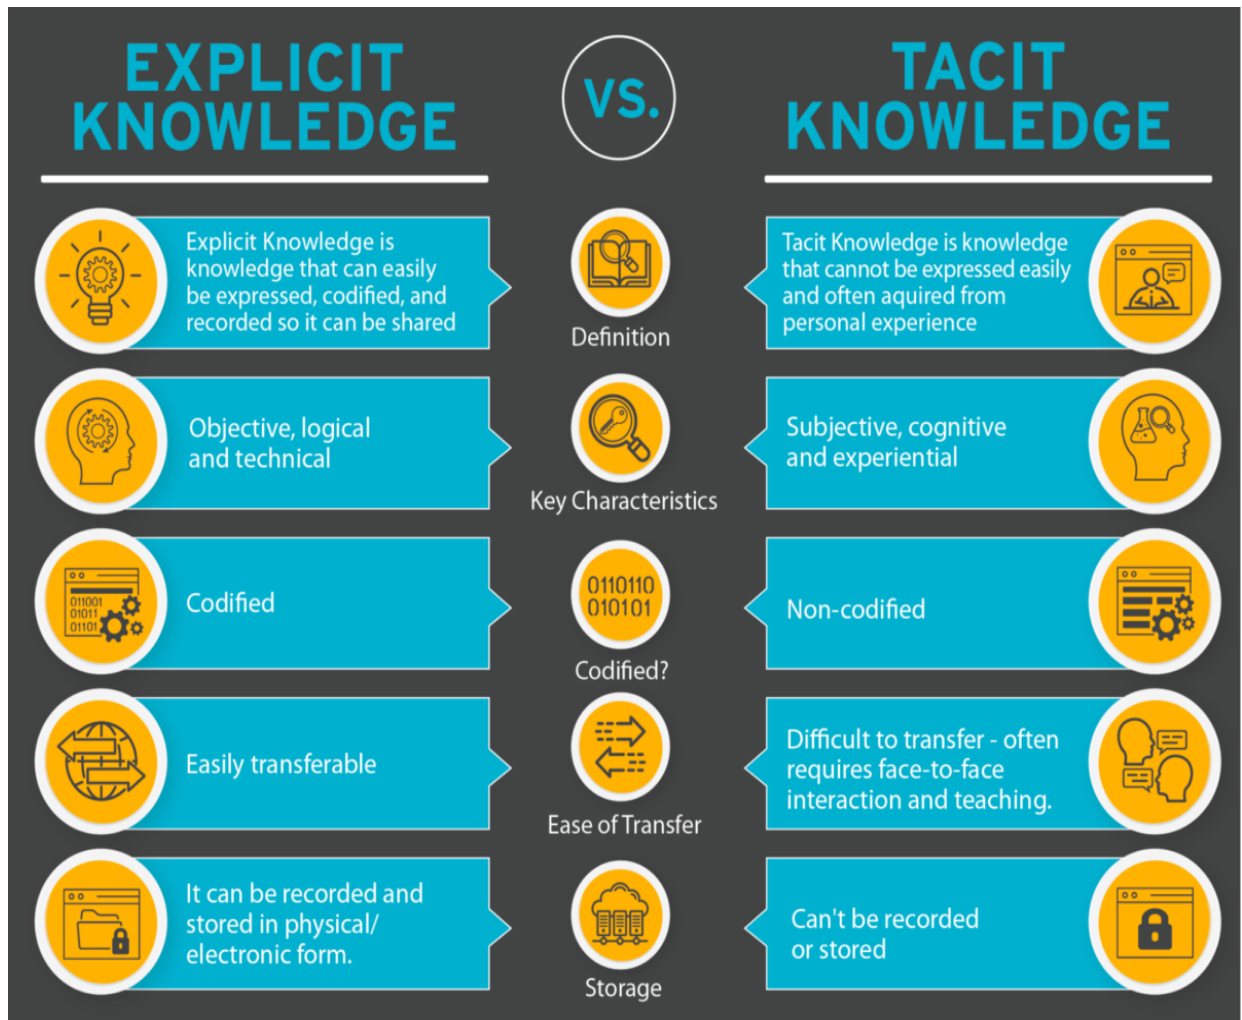 EXPLICIT
KNOWLEDGE
VS.
TACIT
KNOWLEDGE
Explicit Knowledge is
knowledge that can easily
be expressed, codified, and
recorded so it can be shared
Definition
Tacit Knowledge is knowledge
that cannot be expressed easily
and often aquired from
personal experience
Objective, logical
and technical
Key Characteristics
Subjective, cognitive
and experiential
011001
01011
01101
Codified
0110110
010101
Codified?
Non-codified
Easily transferable
Ease of Transfer
Difficult to transfer - often
requires face-to-face
interaction and teaching.
It can be recorded and
stored in physical/
electronic form.
Storage
Can't be recorded
or stored